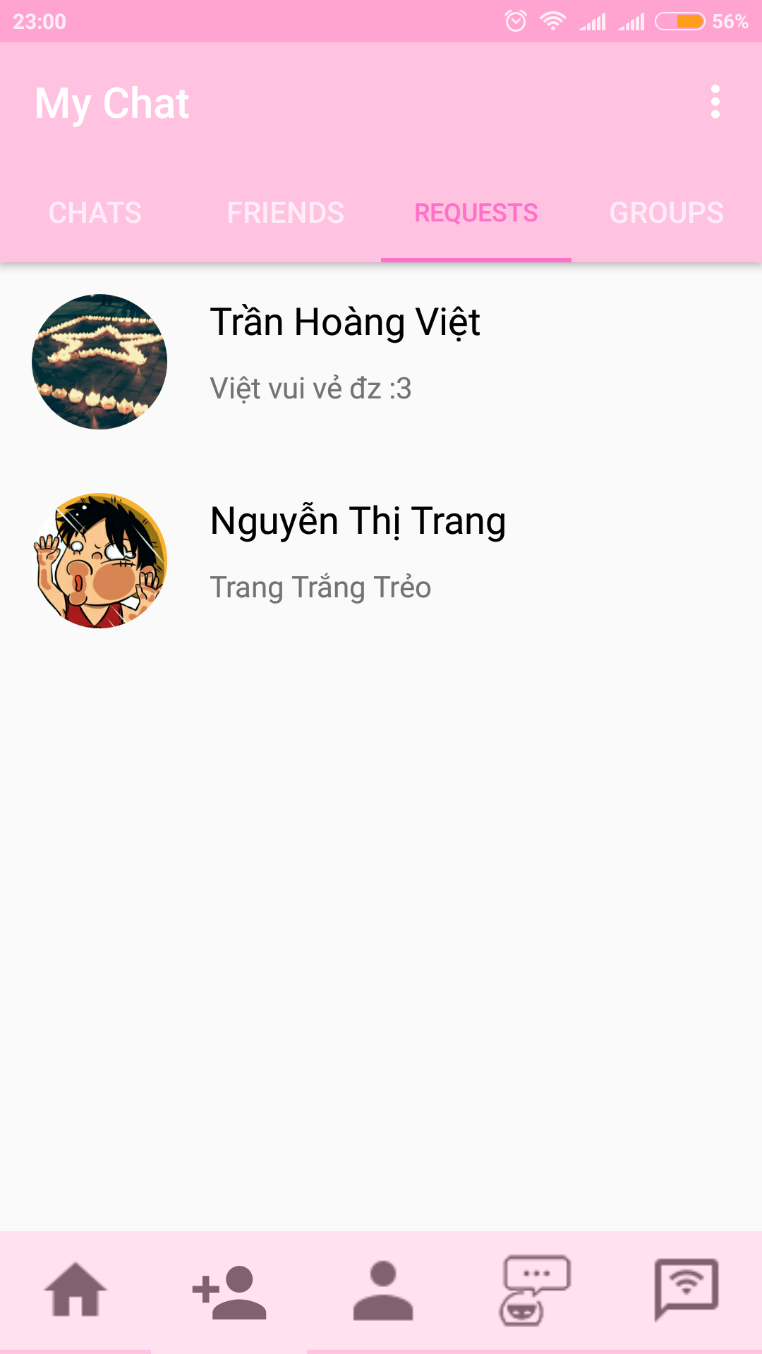 23:00 56%
My Chat
CHATS FRIENDS REQUESTS GROUPS
Trần Hoàng Việt
Việt vui vẻ đz :3
Nguyễn Thị Trang
Trang Trắng Trẻo